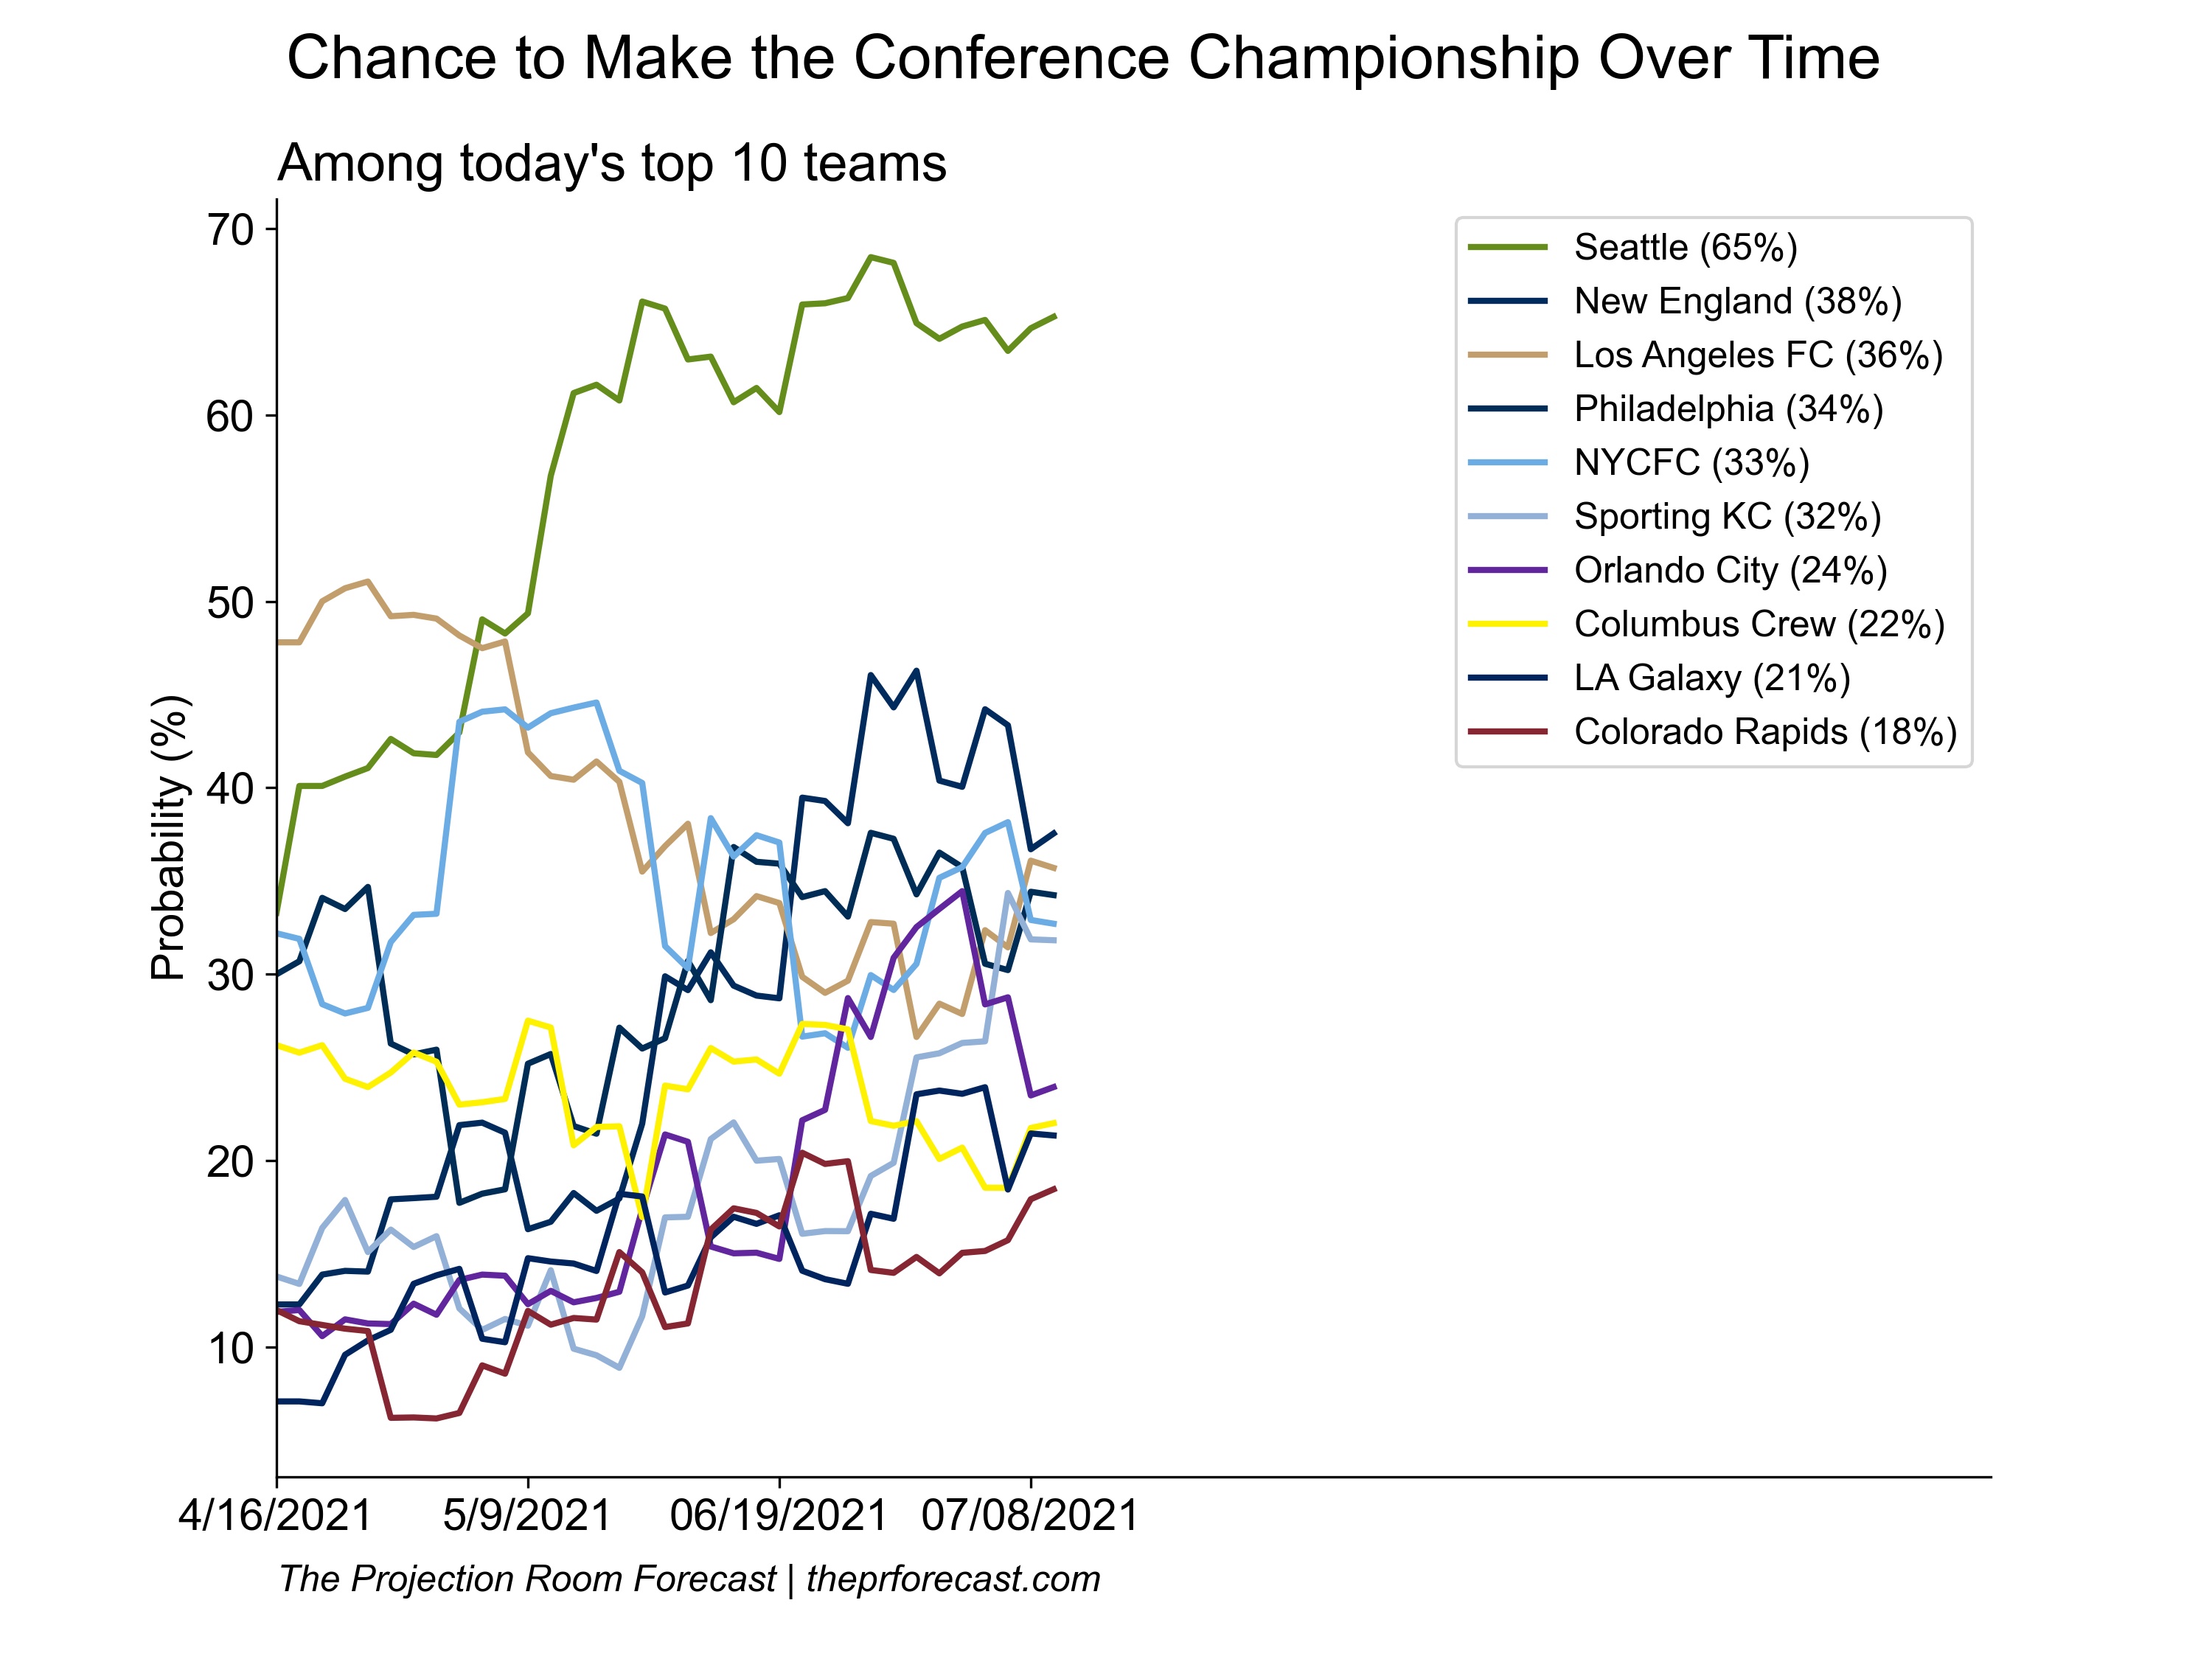 Chance to Make the Conference Championship Over Time
Among today's top 10 teams
70
60
50
40
30
20
10
Probability (%)
Seattle (65%)
New England (38%)
Los Angeles FC (36%)
Philadelphia (34%)
NYCFC (33%)
Sporting KC (32%)
Orlando City (24%)
Columbus Crew (22%)
LA Galaxy (21%)
Colorado Rapids (18%)
4/16/2021 5/9/2021 06/19/2021 07/08/2021
The Projection Room Forecast | theprforecast.com